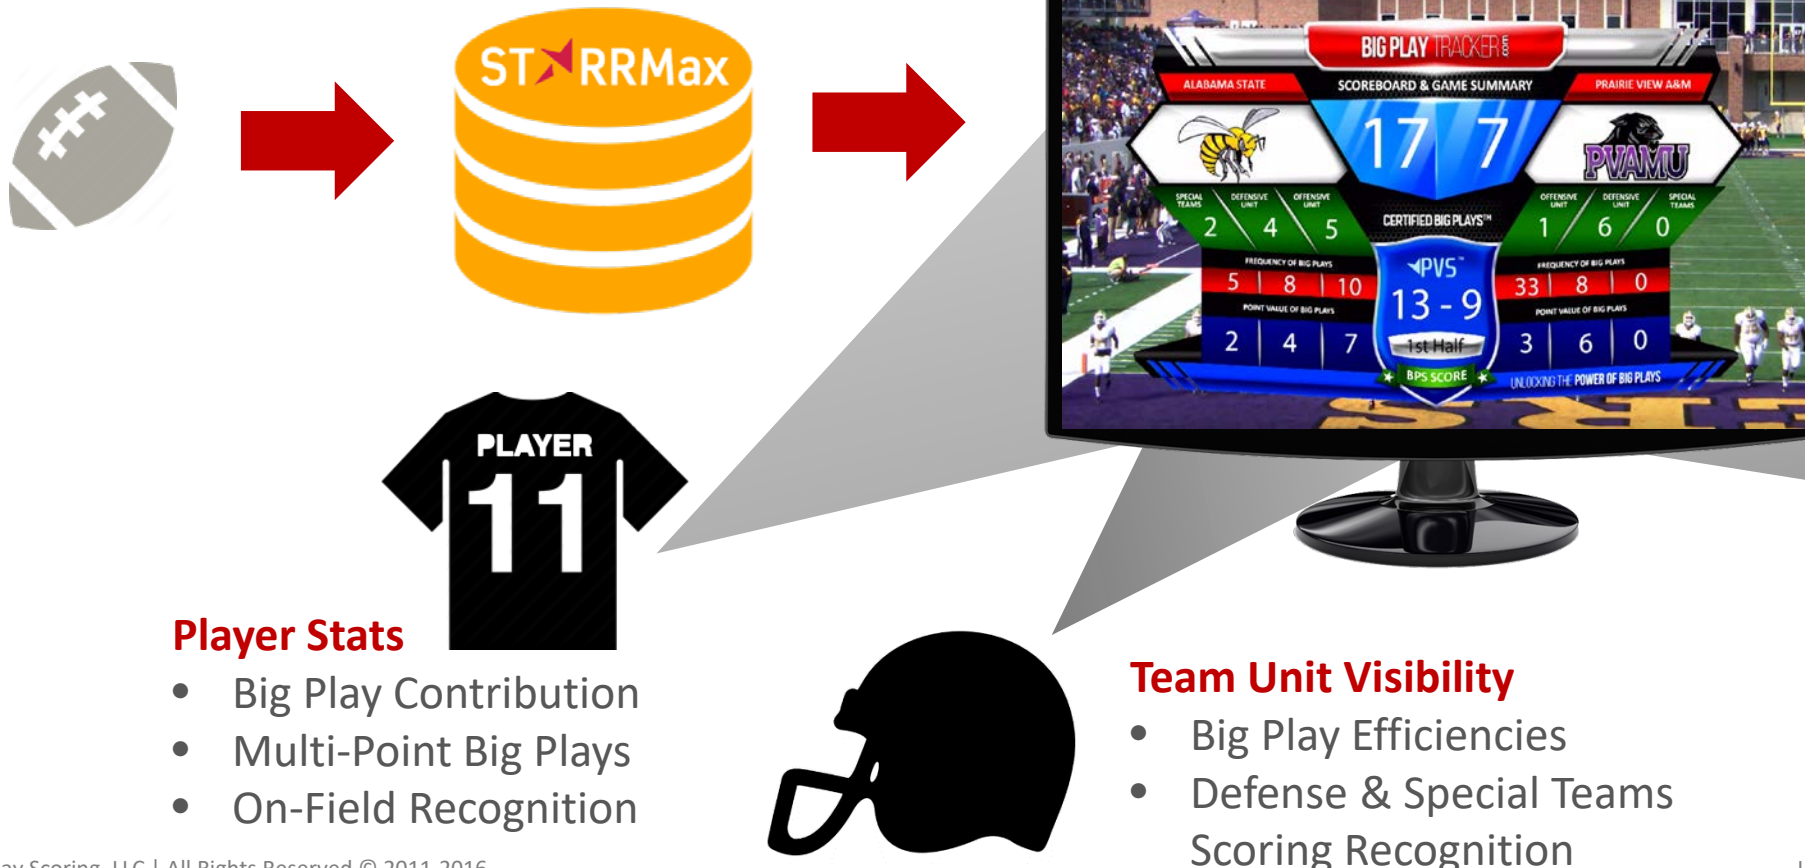 STARRMax
BIG PLAY TRACKER.com
ALABAMA STATE
SCOREBOARD & GAME SUMMARY
PRAIRIE VIEW A&M
17 7
PVAMU
SPECIAL TEAMS
DEFENSIVE UNIT
OFFENSIVE UNIT
2 4 5
CERTIFIED BIG PLAYS™
OFFENSIVE UNIT
DEFENSIVE UNIT
SPECIAL TEAMS
1 6 0
FREQUENCY OF BIG PLAYS
5 8 10
PVS™
FREQUENCY OF BIG PLAYS
33 8 0
13 - 9
POINT VALUE OF BIG PLAYS
2 4 7
1st Half
POINT VALUE OF BIG PLAYS
3 6 0
BPS SCORE
UNLOCKING THE POWER OF BIG PLAYS
ERS
PLAYER
11
Player Stats
• Big Play Contribution
• Multi-Point Big Plays
• On-Field Recognition
Team Unit Visibility
• Big Play Efficiencies
• Defense & Special Teams
Scoring Recognition
Scoring, LLC | All Rights Reserved © 2011-2016